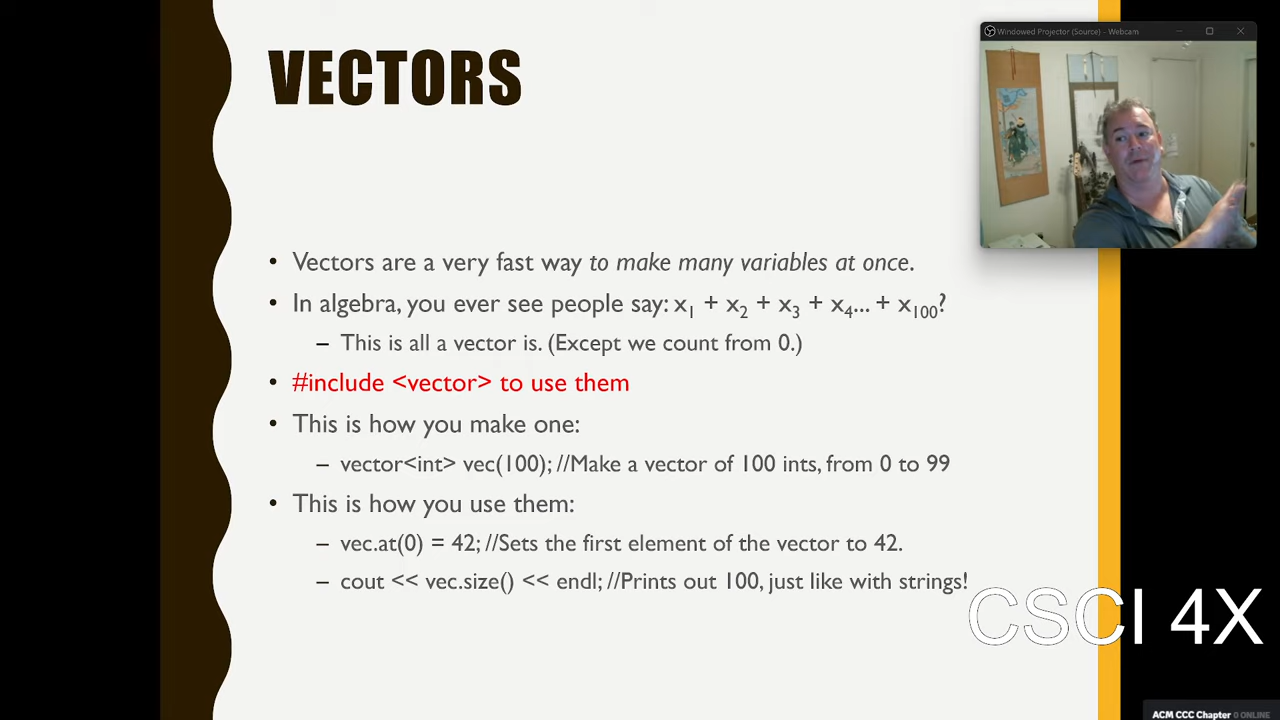 VECTORS
Windowed Projector (Source) - Webcam
• Vectors are a very fast way to make many variables at once.
• In algebra, you ever see people say: x₁ + x₂ + x₃ + x₄... + x₁₀₀?
– This is all a vector is. (Except we count from 0.)
• #include <vector> to use them
• This is how you make one:
– vector<int> vec(100); //Make a vector of 100 ints, from 0 to 99
• This is how you use them:
– vec.at(0) = 42; //Sets the first element of the vector to 42.
– cout << vec.size() << endl; //Prints out 100, just like with strings!
CSCI 4X
ACM CCC Chapter 0 ONLINE